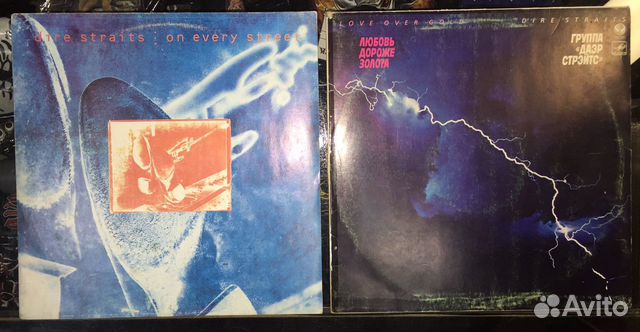 dire straits : on every street
LOVE OVER GOLD DIRE STRAITS
ЛЮБОВЬ
ДОРОЖЕ
ЗОЛОТА
ГРУППА
«ДАЭР
СТРЭЙТС»
Avito